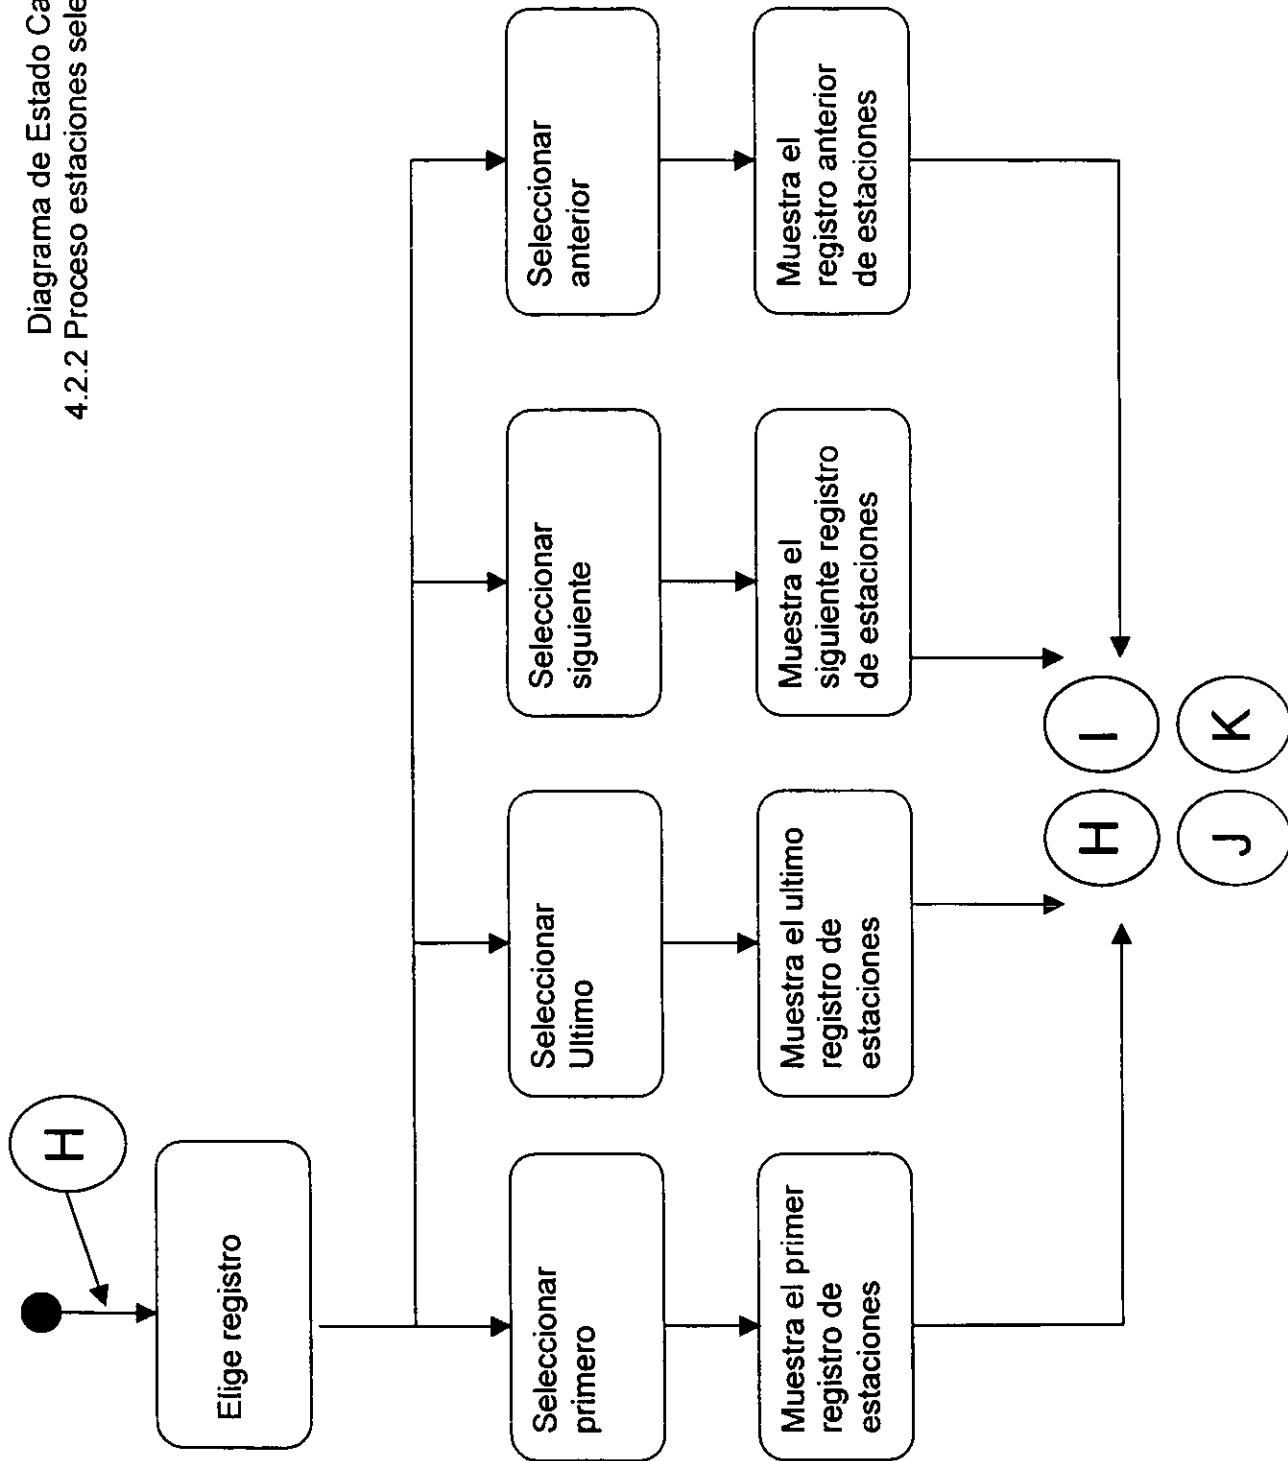 Diagrama de Estado
4.2.2 Proceso estaciones
H
Elige registro
Seleccionar
primero
Seleccionar
Ultimo
Seleccionar
siguiente
Seleccionar
anterior
Muestra el primer
registro de
estaciones
Muestra el ultimo
registro de
estaciones
Muestra el
siguiente registro
de estaciones
Muestra el
registro anterior
de estaciones
H I
J K